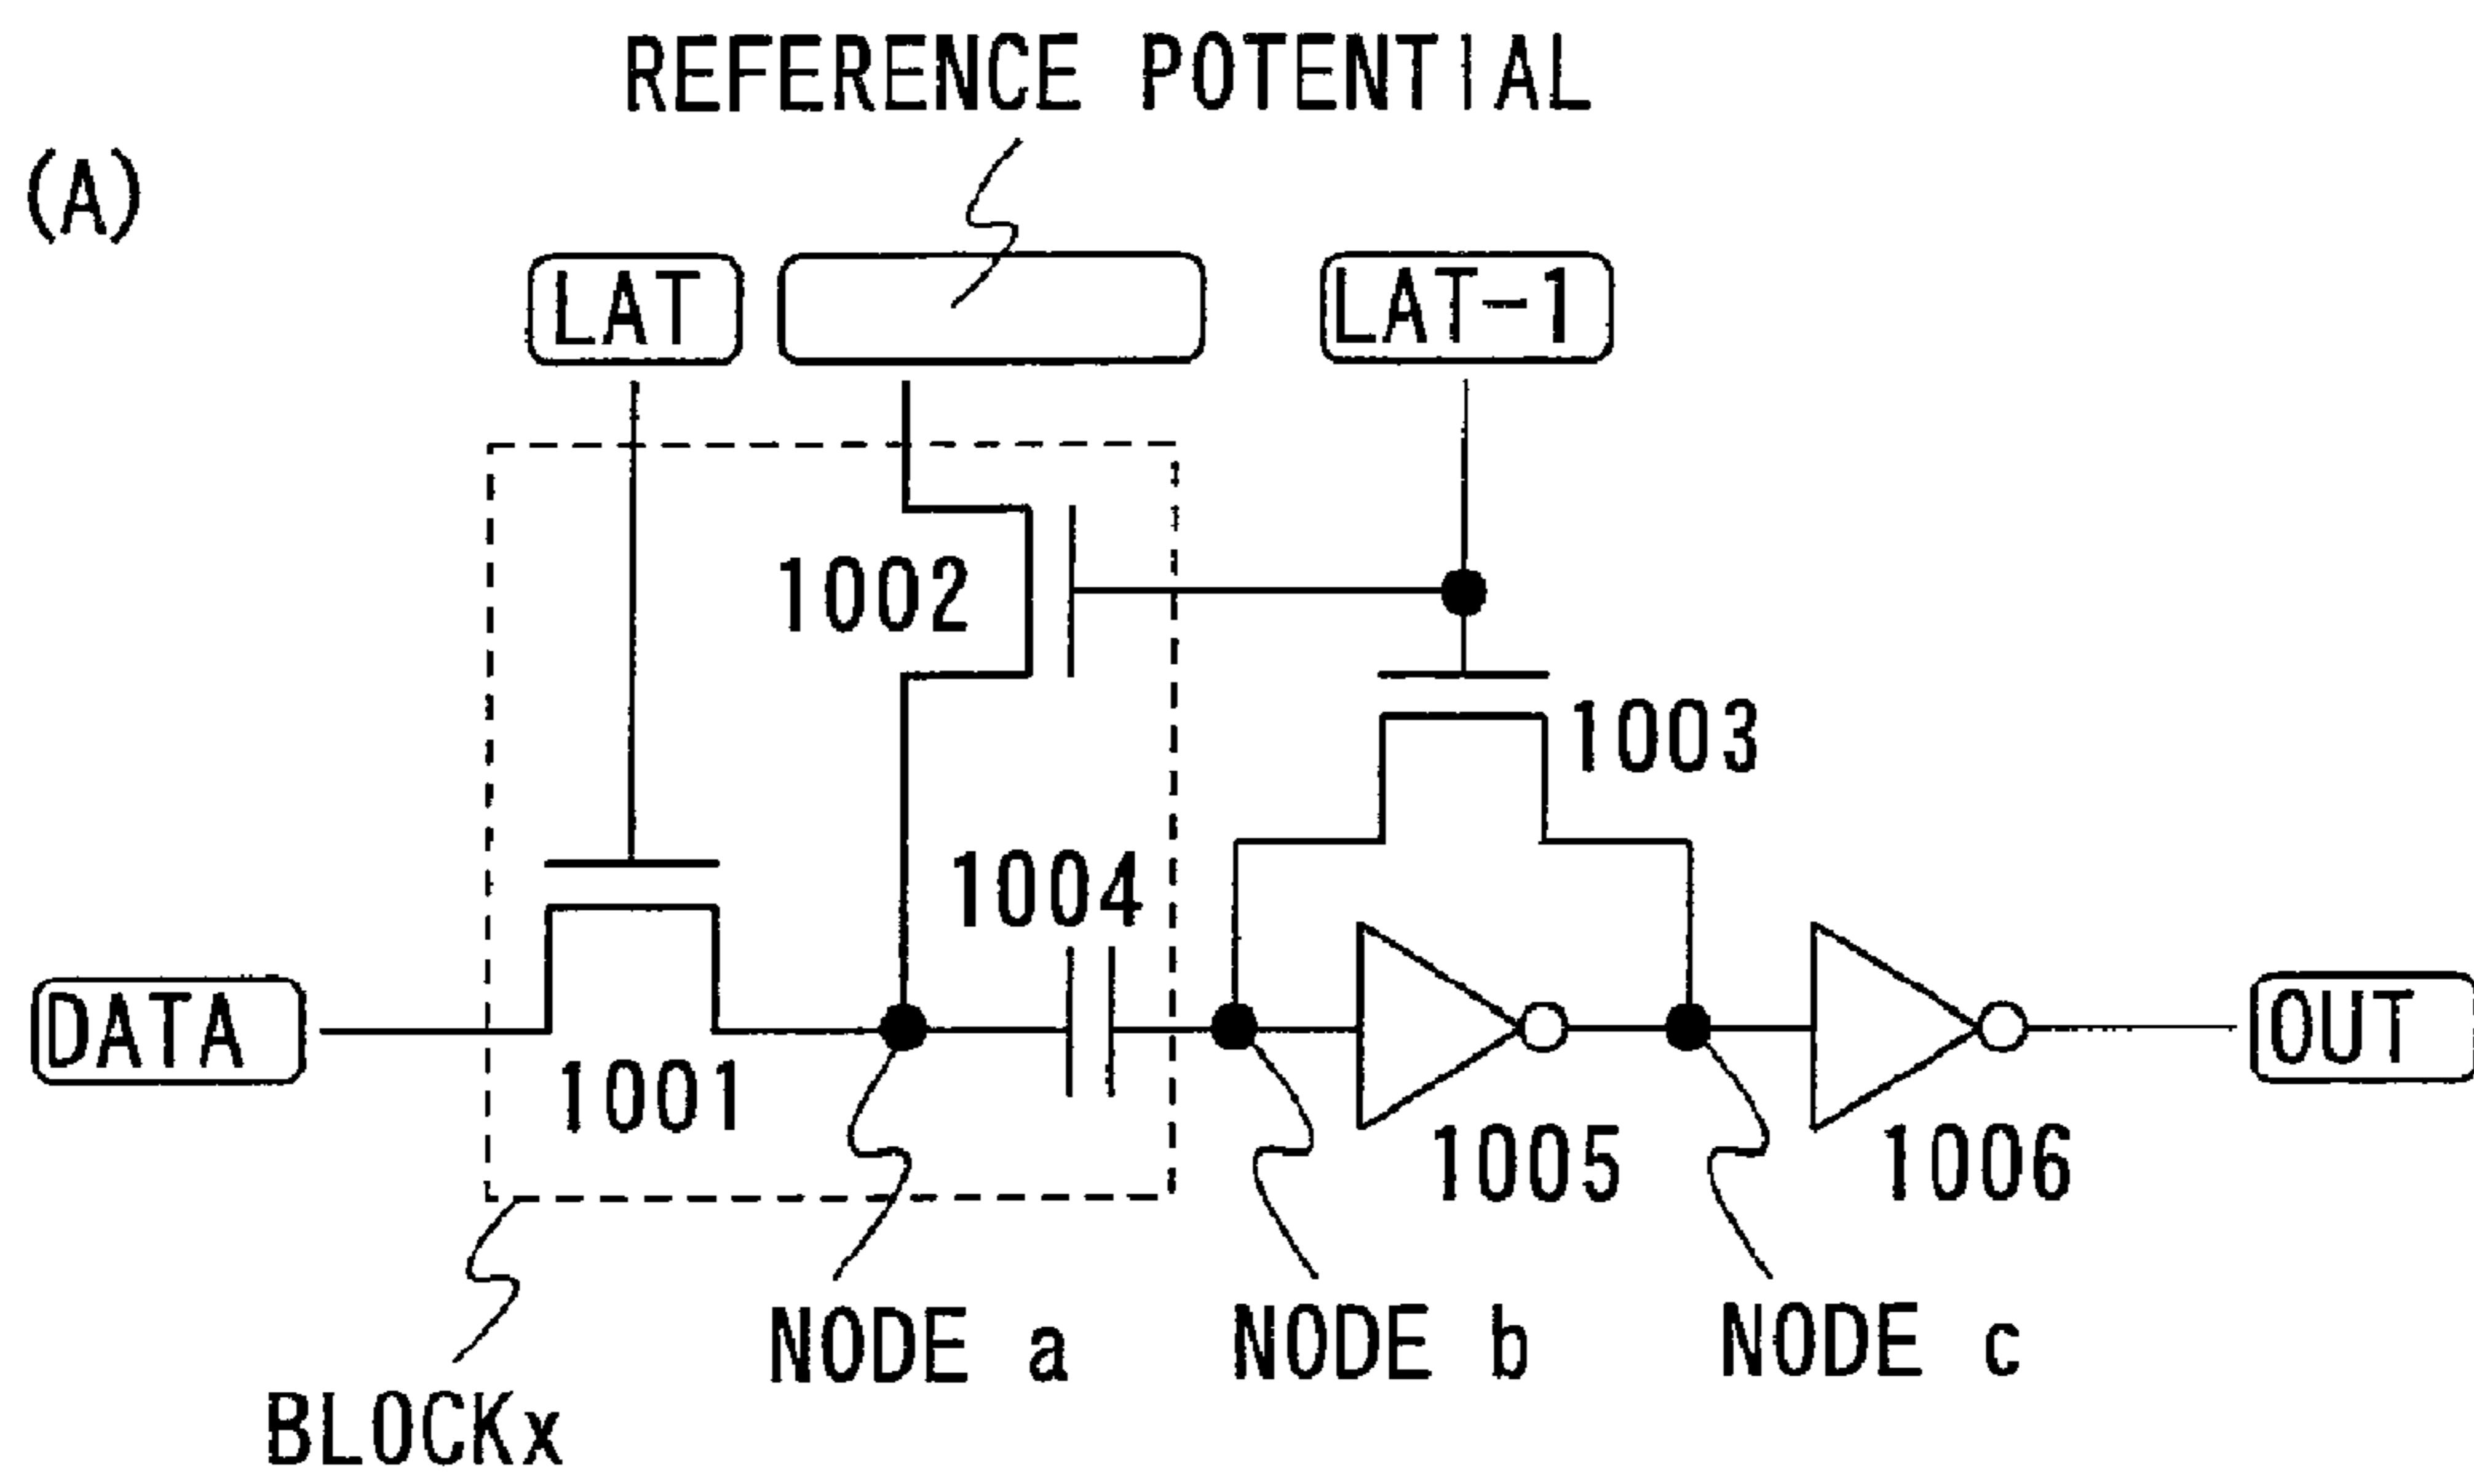 REFERENCE POTENTIAL
(A)
LAT
LAT-1
1002
1003
1004
DATA
OUT
1001
1005
1006
NODE a
NODE b
NODE c
BLOCKx